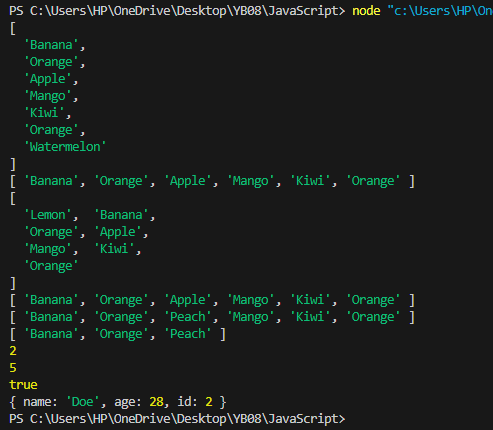 PS C:\Users\HP\OneDrive\Desktop\YB08\JavaScript> node "c:\Users\HP\On
[
  'Banana',
  'Orange',
  'Apple',
  'Mango',
  'Kiwi',
  'Orange',
  'Watermelon'
]
[ 'Banana', 'Orange', 'Apple', 'Mango', 'Kiwi', 'Orange' ]
[
  'Lemon',  'Banana',
  'Orange', 'Apple',
  'Mango',  'Kiwi',
  'Orange'
]
[ 'Banana', 'Orange', 'Apple', 'Mango', 'Kiwi', 'Orange' ]
[ 'Banana', 'Orange', 'Peach', 'Mango', 'Kiwi', 'Orange' ]
[ 'Banana', 'Orange', 'Peach' ]
2
5
true
{ name: 'Doe', age: 28, id: 2 }
PS C:\Users\HP\OneDrive\Desktop\YB08\JavaScript>